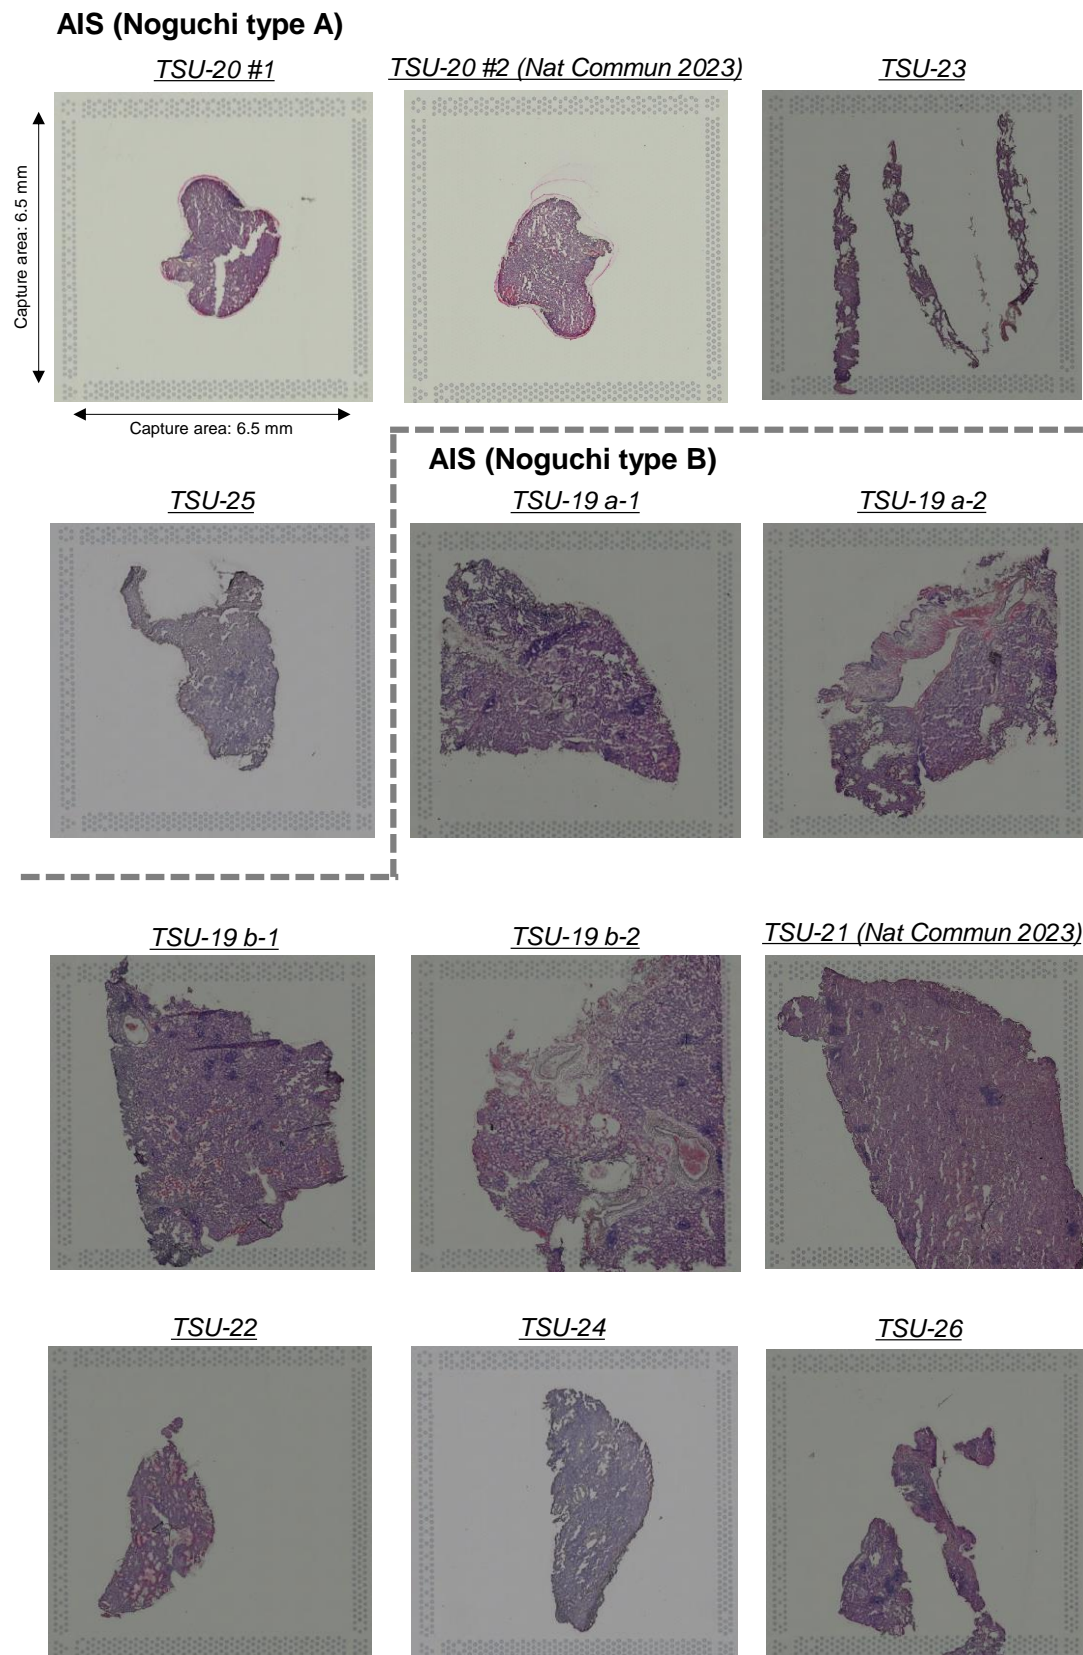 AIS (Noguchi type A)
TSU-20 #1
TSU-20 #2 (Nat Commun 2023)
TSU-23
Capture area: 6.5 mm
Capture area: 6.5 mm
AIS (Noguchi type B)
TSU-25
TSU-19 a-1
TSU-19 a-2
TSU-19 b-1
TSU-19 b-2
TSU-21 (Nat Commun 2023)
TSU-22
TSU-24
TSU-26